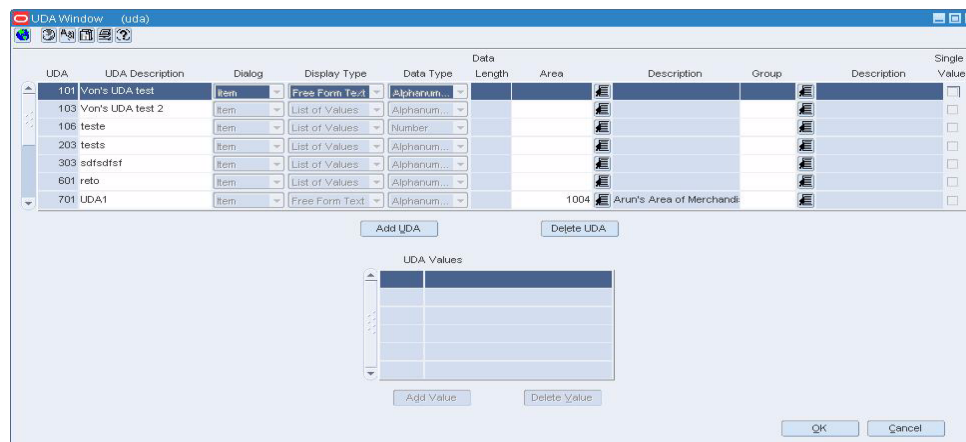 UDA Window (uda)
Data
Single
UDA UDA Description Dialog Display Type Data Type Length Area Description Group Description Value
101 Von's UDA test Item Free Form Text Alphanum...
103 Von's UDA test 2 Item List of Values Alphanum...
106 teste Item List of Values Number
203 tests Item List of Values Alphanum...
303 sdfsdfsf Item List of Values Alphanum...
601 reto Item List of Values Alphanum...
701 UDA1 Item Free Form Text Alphanum... 1004 Arun's Area of Merchandi
Add UDA Delete UDA
UDA Values
Add Value Delete Value
OK Cancel